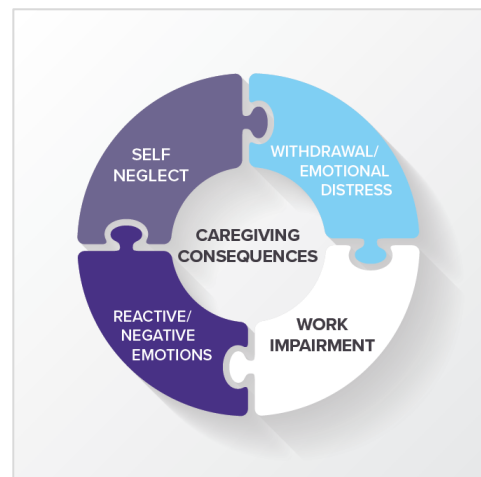 SELF
NEGLECT
WITHDRAWAL/
EMOTIONAL
DISTRESS
CAREGIVING
CONSEQUENCES
REACTIVE/
NEGATIVE
EMOTIONS
WORK
IMPAIRMENT